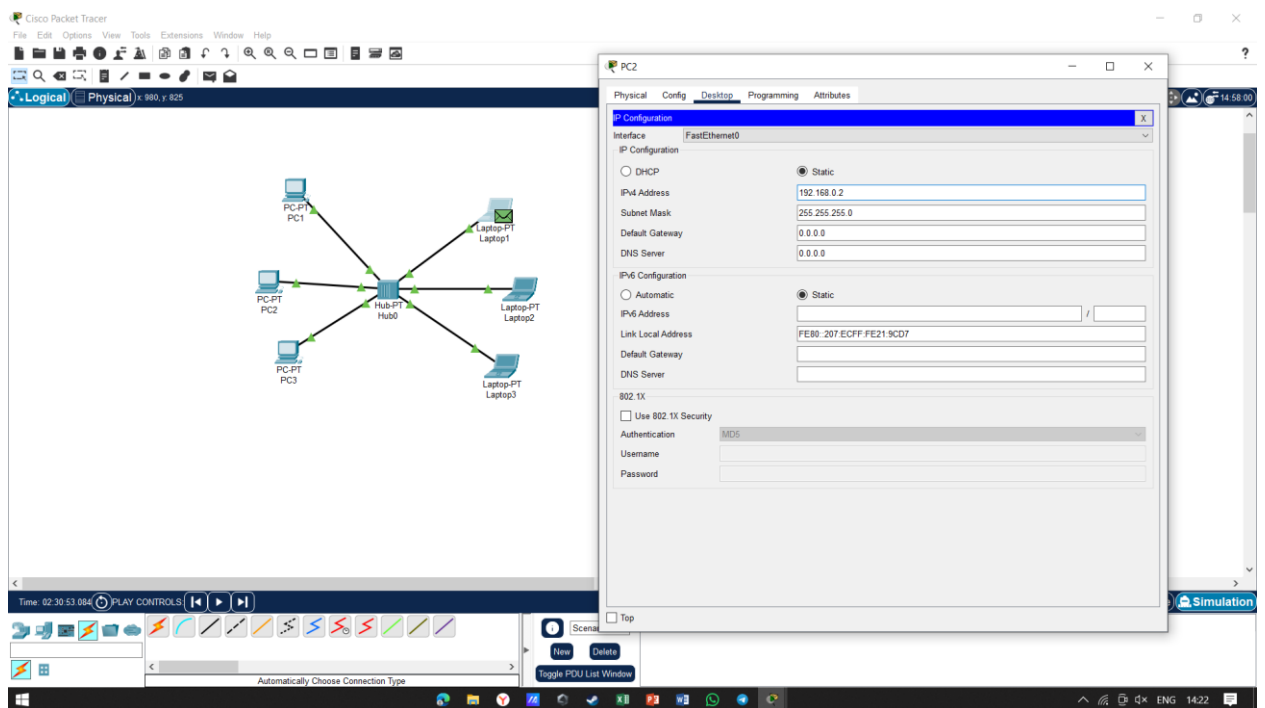 Cisco Packet Tracer
File Edit Options View Tools Extensions Window Help
?
Logical Physical x: 980, y: 825
14:58:00
PC-PT
PC1
Laptop-PT
Laptop1
PC-PT
PC2
Hub-PT
Hub0
Laptop-PT
Laptop2
PC-PT
PC3
Laptop-PT
Laptop3
PC2
Physical Config Desktop Programming Attributes
IP Configuration X
Interface FastEthernet0
IP Configuration
DHCP Static
IPv4 Address 192.168.0.2
Subnet Mask 255.255.255.0
Default Gateway 0.0.0.0
DNS Server 0.0.0.0
IPv6 Configuration
Automatic Static
IPv6 Address /
Link Local Address FE80::207:ECFF:FE21:9CD7
Default Gateway
DNS Server
802.1X
Use 802.1X Security
Authentication MD5
Username
Password
Top
Time: 02:30:53.084 PLAY CONTROLS:
Simulation
New Delete
Toggle PDU List Window
Automatically Choose Connection Type
ENG 14:22